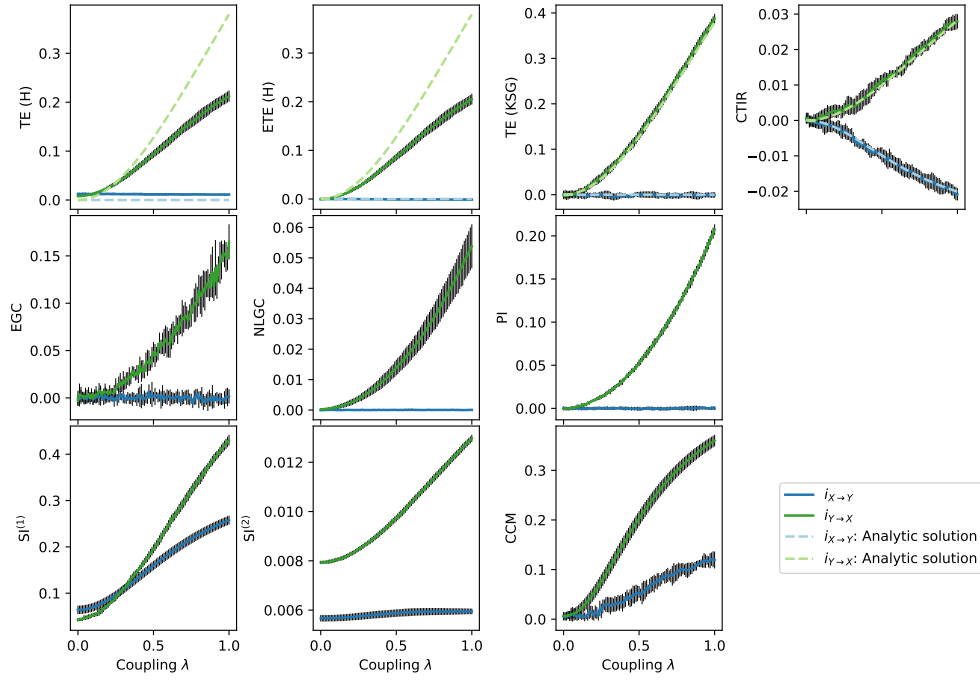 TE (H)
0.3
0.2
0.1
0.0
ETE (H)
0.3
0.2
0.1
0.0
TE (KSG)
0.4
0.3
0.2
0.1
0.0
CTIR
0.03
0.02
0.01
0.00
−0.01
−0.02
EGC
0.15
0.10
0.05
0.00
NLGC
0.06
0.05
0.04
0.03
0.02
0.01
0.00
PI
0.20
0.15
0.10
0.05
0.00
SI(1)
0.4
0.3
0.2
0.1
0.0 0.5 1.0
Coupling λ
SI(2)
0.012
0.010
0.008
0.006
0.0 0.5 1.0
Coupling λ
CCM
0.3
0.2
0.1
0.0
0.0 0.5 1.0
Coupling λ
iX→Y
iY→X
iX→Y: Analytic solution
iY→X: Analytic solution